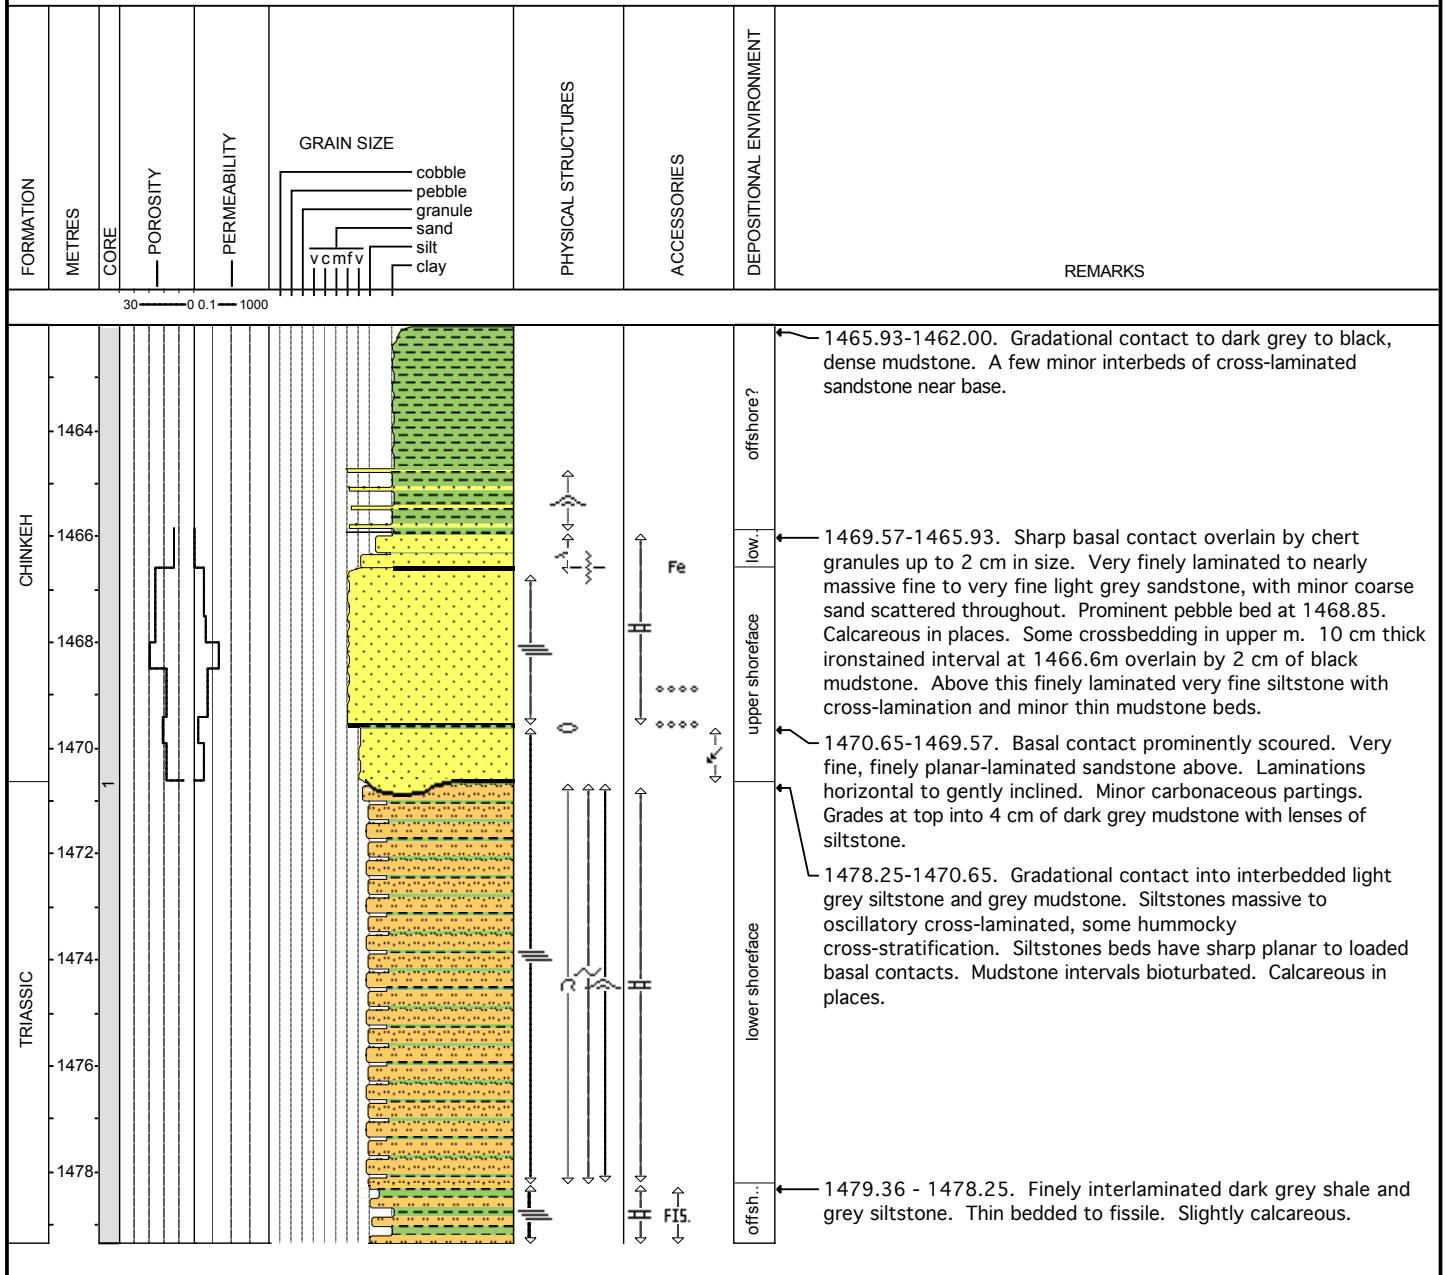 FORMATION
METRES
CORE
POROSITY
PERMEABILITY
GRAIN SIZE
cobble
pebble
granule
sand
silt
clay
v c m f v
PHYSICAL STRUCTURES
ACCESSORIES
DEPOSITIONAL ENVIRONMENT
REMARKS
30 0 0.1 1000
CHINKEH
TRIASSIC
1464
1466
1468
1470
1472
1474
1476
1478
1
Fe
FIS.
offshore?
low..
upper shoreface
lower shoreface
offsh..
1465.93-1462.00. Gradational contact to dark grey to black,
dense mudstone. A few minor interbeds of cross-laminated
sandstone near base.
1469.57-1465.93. Sharp basal contact overlain by chert
granules up to 2 cm in size. Very finely laminated to nearly
massive fine to very fine light grey sandstone, with minor coarse
sand scattered throughout. Prominent pebble bed at 1468.85.
Calcareous in places. Some crossbedding in upper m. 10 cm thick
ironstained interval at 1466.6m overlain by 2 cm of black
mudstone. Above this finely laminated very fine siltstone with
cross-lamination and minor thin mudstone beds.
1470.65-1469.57. Basal contact prominently scoured. Very
fine, finely planar-laminated sandstone above. Laminations
horizontal to gently inclined. Minor carbonaceous partings.
Grades at top into 4 cm of dark grey mudstone with lenses of
siltstone.
1478.25-1470.65. Gradational contact into interbedded light
grey siltstone and grey mudstone. Siltstones massive to
oscillatory cross-laminated, some hummocky
cross-stratification. Siltstones beds have sharp planar to loaded
basal contacts. Mudstone intervals bioturbated. Calcareous in
places.
1479.36 - 1478.25. Finely interlaminated dark grey shale and
grey siltstone. Thin bedded to fissile. Slightly calcareous.